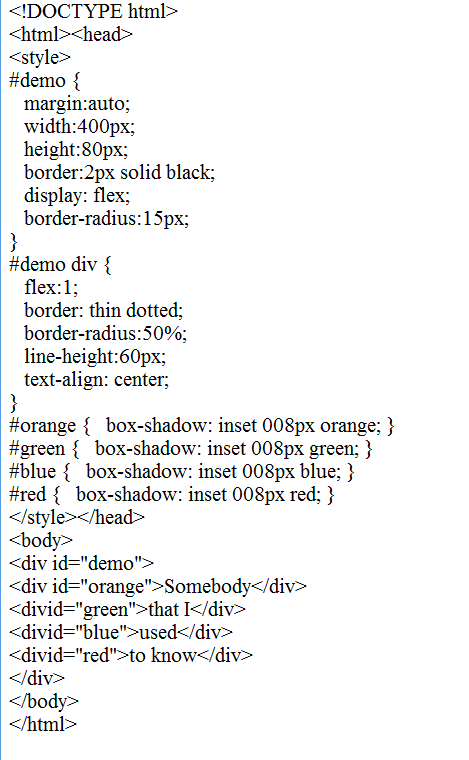 <!DOCTYPE html>
<html><head>
<style>
#demo {
margin:auto;
width:400px;
height:80px;
border:2px solid black;
display: flex;
border-radius:15px;
}
#demo div {
flex:1;
border: thin dotted;
border-radius:50%;
line-height:60px;
text-align: center;
}
#orange { box-shadow: inset 008px orange; }
#green { box-shadow: inset 008px green; }
#blue { box-shadow: inset 008px blue; }
#red { box-shadow: inset 008px red; }
</style></head>
<body>
<div id="demo">
<div id="orange">Somebody</div>
<divid="green">that I</div>
<divid="blue">used</div>
<divid="red">to know</div>
</div>
</body>
</html>